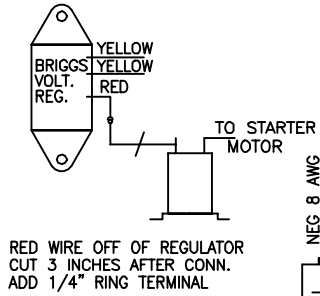 YELLOW
BRIGGS YELLOW
VOLT.
REG. RED
TO STARTER
MOTOR
NEG 8 AWG
RED WIRE OFF OF REGULATOR
CUT 3 INCHES AFTER CONN.
ADD 1/4" RING TERMINAL